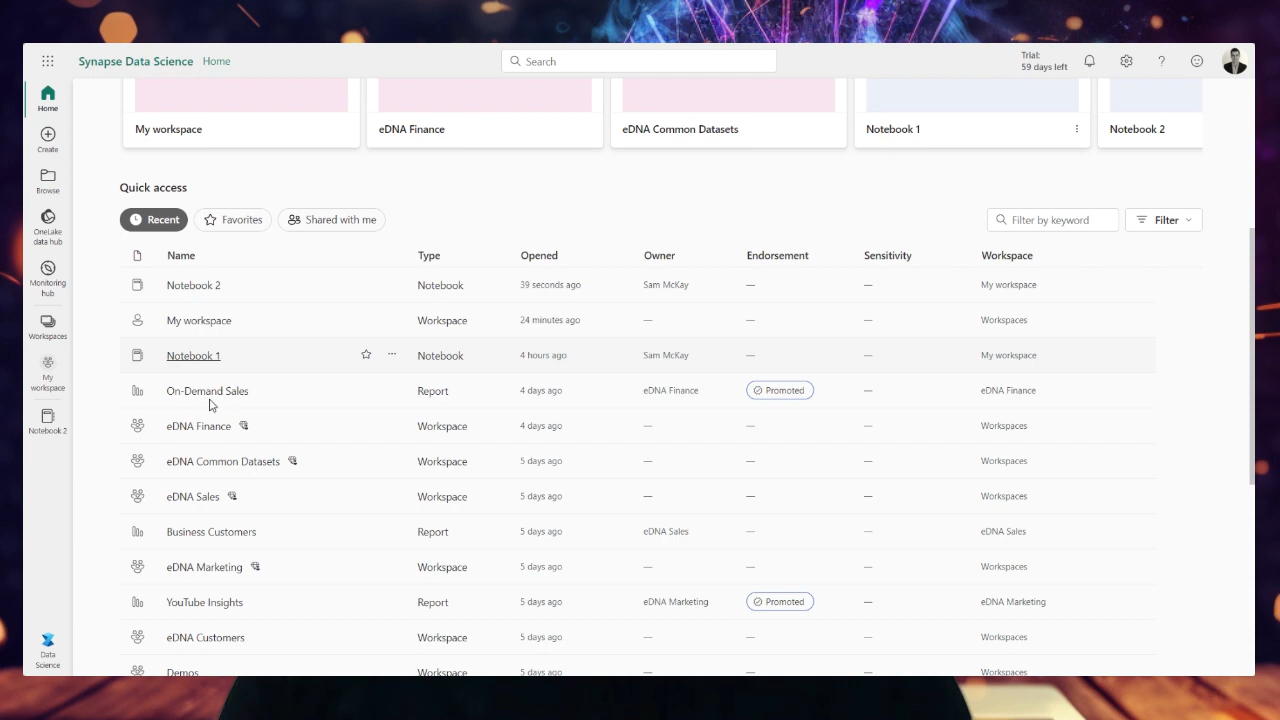 Synapse Data Science Home Search Trial:
59 days left
Home
Create
Browse
OneLake
data hub
Monitoring
hub
Workspaces
My
workspace
Notebook 2
Data
Science
My workspace eDNA Finance eDNA Common Datasets Notebook 1 Notebook 2
Quick access
Recent Favorites Shared with me Filter by keyword Filter
Name Type Opened Owner Endorsement Sensitivity Workspace
Notebook 2 Notebook 39 seconds ago Sam McKay — — My workspace
My workspace Workspace 24 minutes ago — — — Workspaces
Notebook 1 Notebook 4 hours ago Sam McKay — — My workspace
On-Demand Sales Report 4 days ago eDNA Finance Promoted — eDNA Finance
eDNA Finance Workspace 4 days ago — — — Workspaces
eDNA Common Datasets Workspace 5 days ago — — — Workspaces
eDNA Sales Workspace 5 days ago — — — Workspaces
Business Customers Report 5 days ago eDNA Sales — — eDNA Sales
eDNA Marketing Workspace 5 days ago — — — Workspaces
YouTube Insights Report 5 days ago eDNA Marketing Promoted — eDNA Marketing
eDNA Customers Workspace 5 days ago — — — Workspaces
Demos Workspace 5 days ago — — — Workspaces